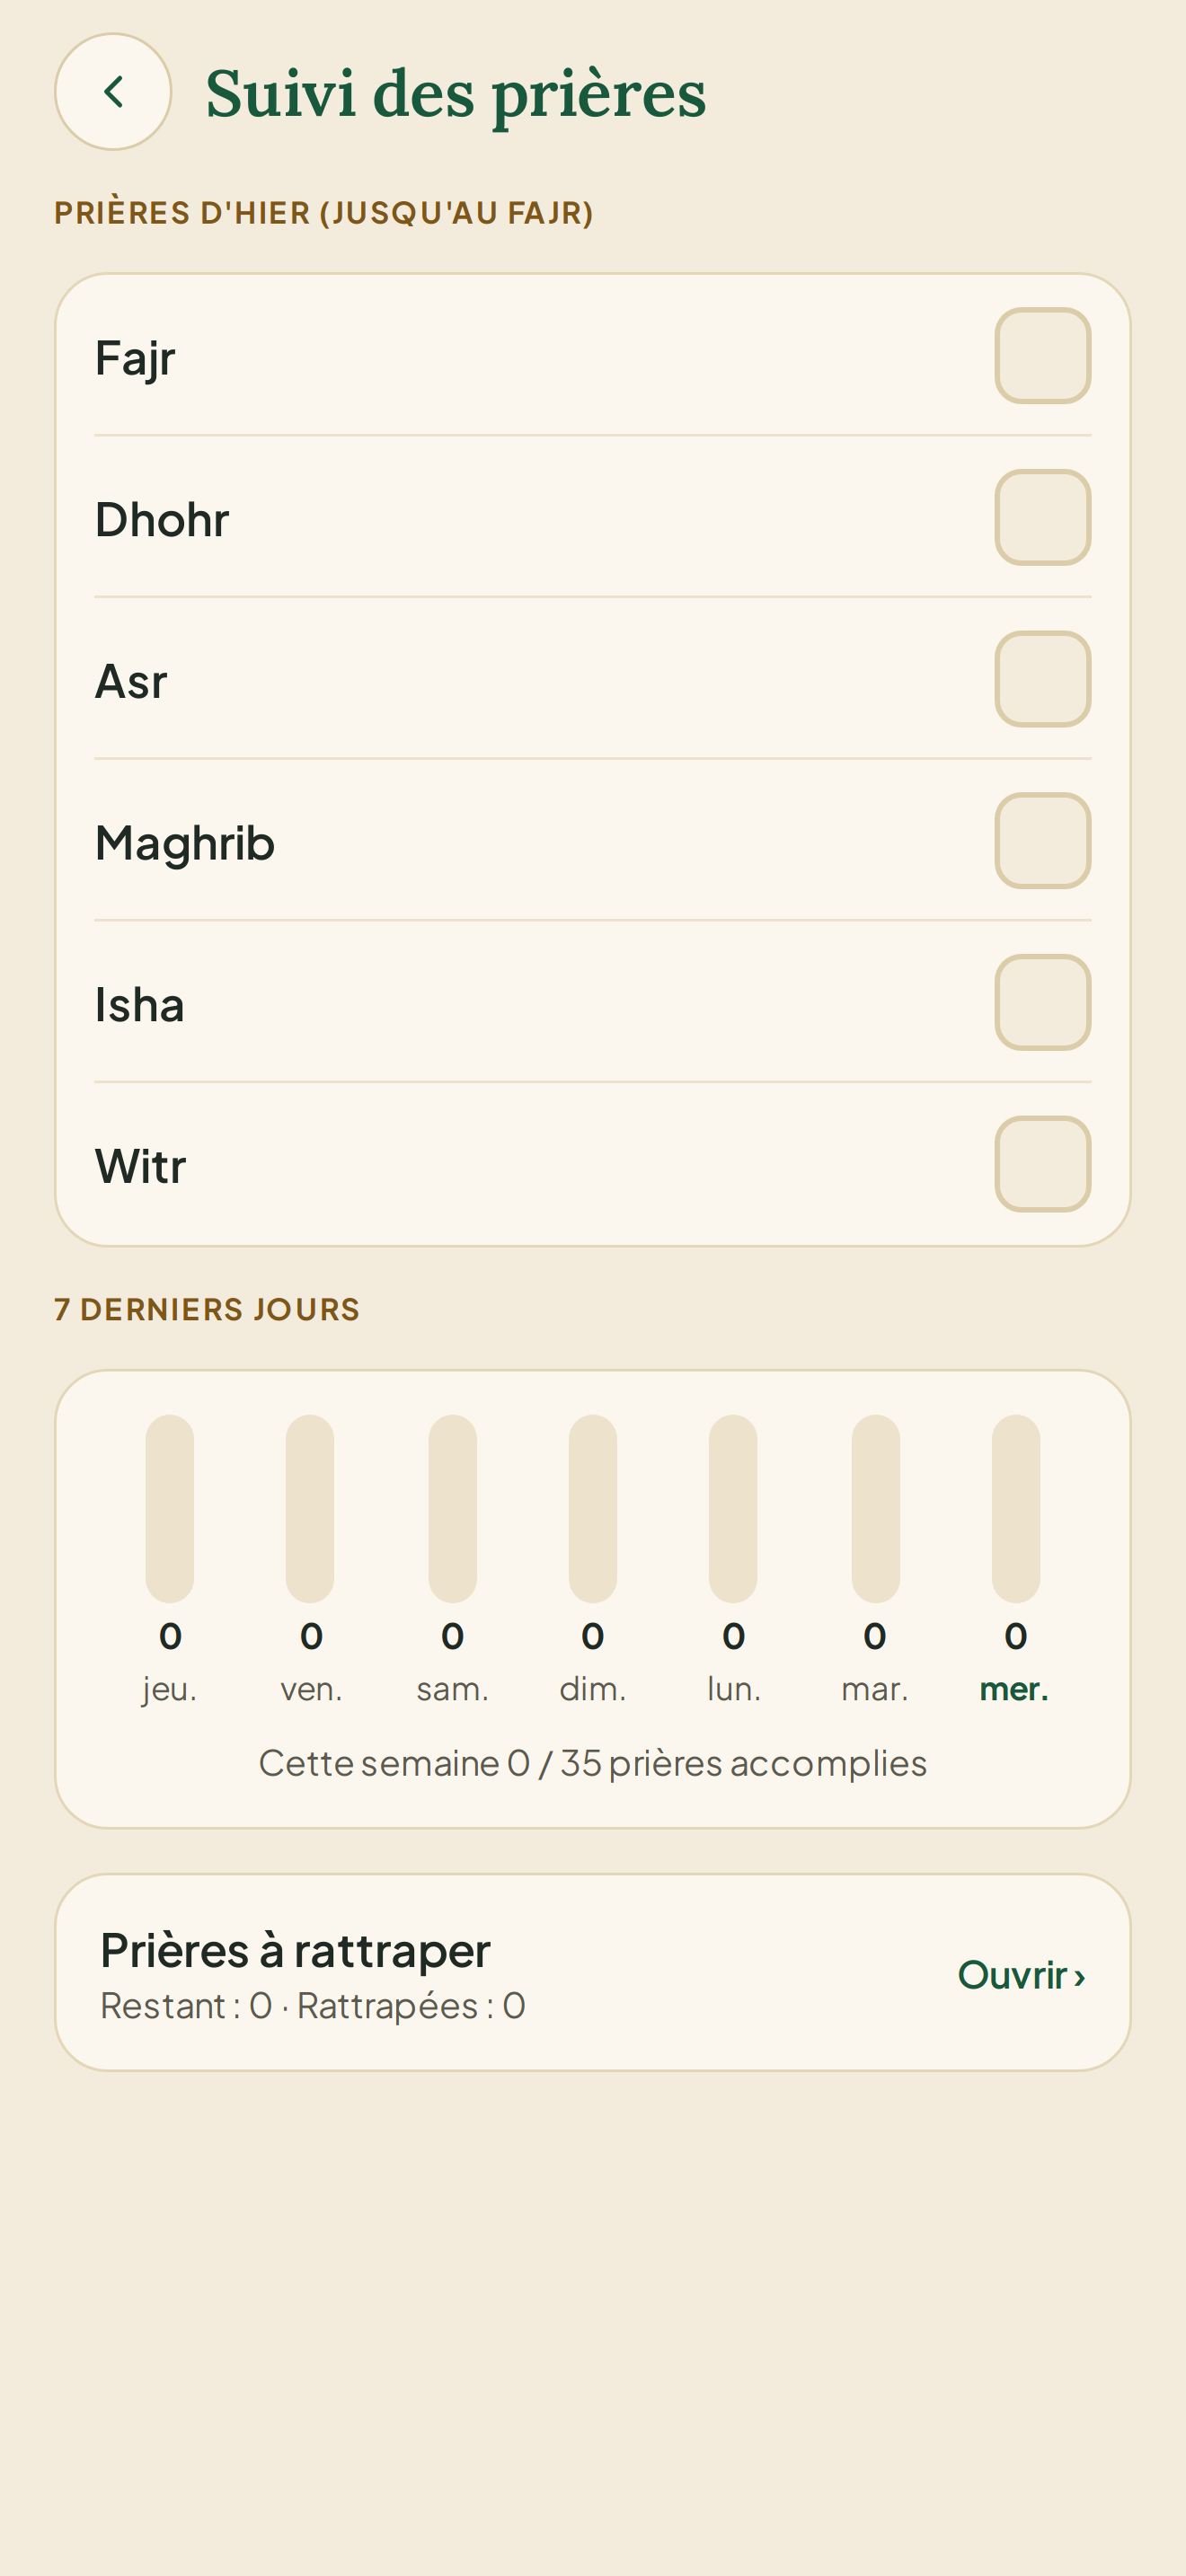 Suivi des prières
PRIÈRES D'HIER (JUSQU'AU FAJR)
Fajr
Dhohr
Asr
Maghrib
Isha
Witr
7 DERNIERS JOURS
0 0 0 0 0 0 0
jeu. ven. sam. dim. lun. mar. mer.
Cette semaine 0 / 35 prières accomplies
Prières à rattraper
Restant : 0 · Rattrapées : 0
Ouvrir ›